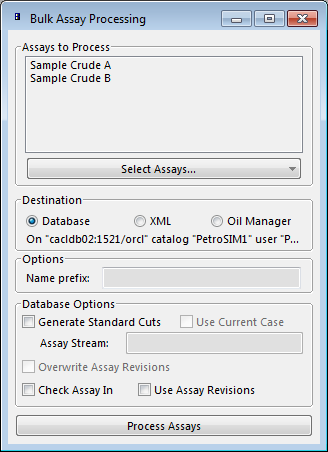 Bulk Assay Processing
Assays to Process
Sample Crude A
Sample Crude B
Select Assays...
Destination
Database XML Oil Manager
On "cacldb02:1521/orcl" catalog "PetroSIM1" user "P...
Options
Name prefix:
Database Options
Generate Standard Cuts Use Current Case
Assay Stream:
Overwrite Assay Revisions
Check Assay In Use Assay Revisions
Process Assays